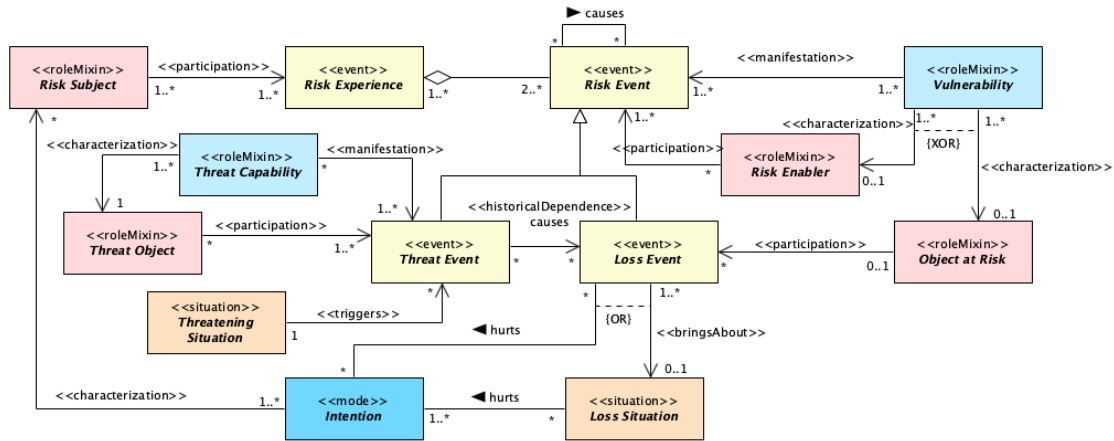 ► causes
* *
<<roleMixin>>
Risk Subject
<<participation>>
1..* 1..*
<<event>>
Risk Experience
1..* 2..*
<<event>>
Risk Event
<<manifestation>>
1..* 1..*
<<roleMixin>>
Vulnerability
*
<<characterization>>
1..*
1
<<roleMixin>>
Threat Capability
<<manifestation>>
*
1..*
1..*
<<participation>>
*
<<roleMixin>>
Risk Enabler
<<characterization>>
1..*
0..1
{XOR}
1..*
<<characterization>>
0..1
<<roleMixin>>
Threat Object
<<participation>>
* 1..*
<<event>>
Threat Event
<<historicalDependence>>
causes
* *
<<event>>
Loss Event
<<participation>>
* 0..1
<<roleMixin>>
Object at Risk
<<situation>>
Threatening
Situation
<<triggers>>
1
*
*
1..*
{OR}
◄ hurts
*
<<bringsAbout>>
0..1
<<characterization>>
1..*
<<mode>>
Intention
◄ hurts
1..* *
<<situation>>
Loss Situation